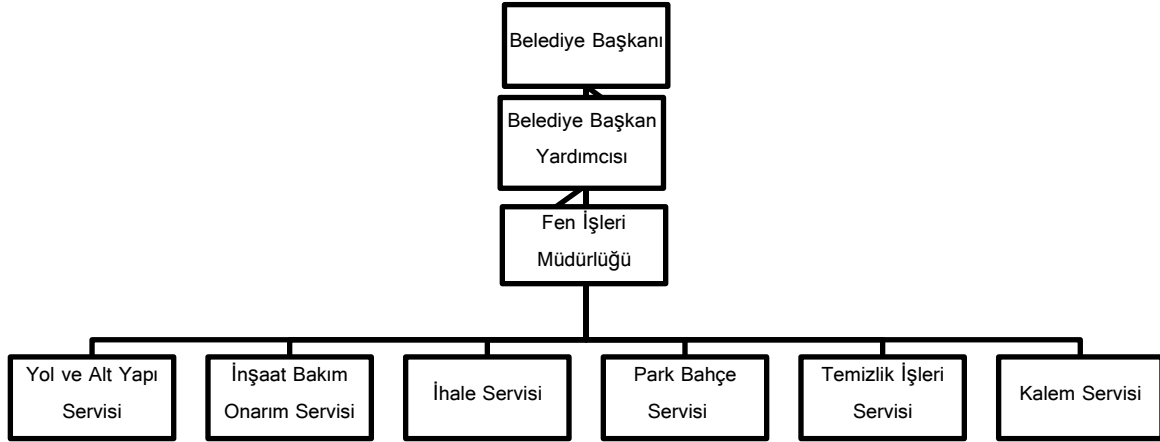 Belediye Başkanı
Belediye Başkan
Yardımcısı
Fen İşleri
Müdürlüğü
Yol ve Alt Yapı
Servisi
İnşaat Bakım
Onarım Servisi
İhale Servisi
Park Bahçe
Servisi
Temizlik İşleri
Servisi
Kalem Servisi